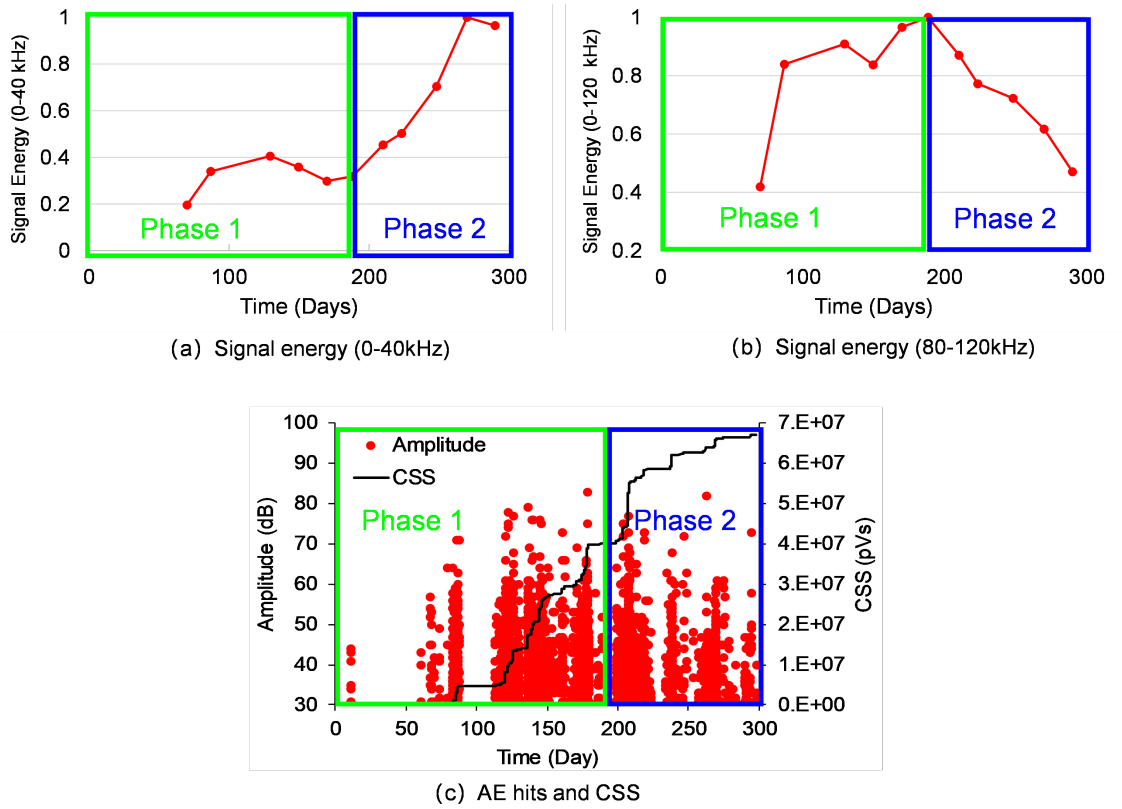 Signal Energy (0-40 kHz)
1
0.8
0.6
0.4
0.2
0
Phase 1
Phase 2
0
100
200
300
Time (Days)
(a) Signal energy (0-40kHz)
Signal Energy (0-120 kHz)
1
0.8
0.6
0.4
0.2
Phase 1
Phase 2
0
100
200
300
Time (Days)
(b) Signal energy (80-120kHz)
Amplitude (dB)
100
90
80
70
60
50
40
30
Amplitude
CSS
Phase 1
Phase 2
7.E+07
6.E+07
5.E+07
4.E+07
3.E+07
2.E+07
1.E+07
0.E+00
CSS (pVs)
0
50
100
150
200
250
300
Time (Day)
(c) AE hits and CSS